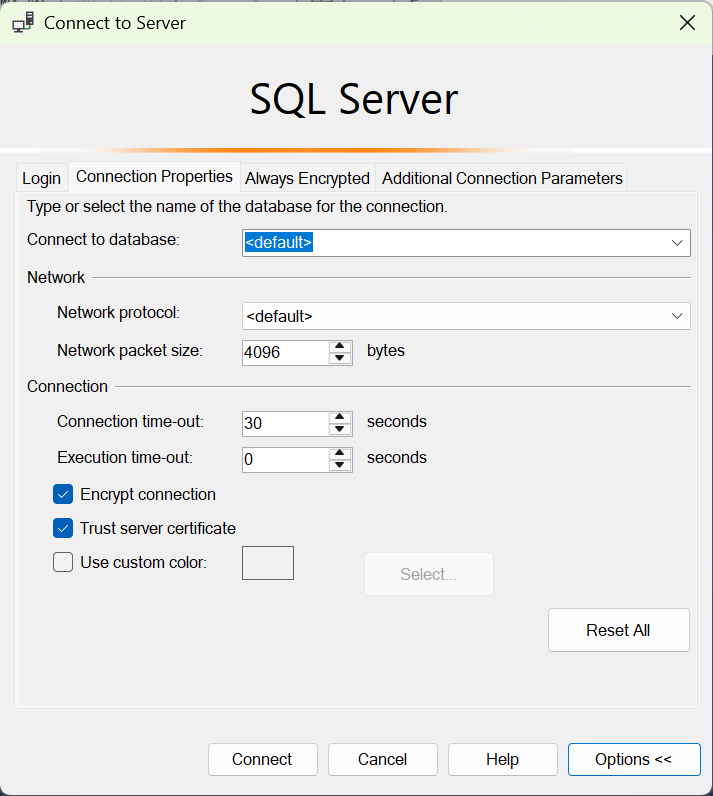 Connect to Server
SQL Server
Login Connection Properties Always Encrypted Additional Connection Parameters
Type or select the name of the database for the connection.
Connect to database: <default>
Network
Network protocol: <default>
Network packet size: 4096 bytes
Connection
Connection time-out: 30 seconds
Execution time-out: 0 seconds
Encrypt connection
Trust server certificate
Use custom color:
Select...
Reset All
Connect Cancel Help Options <<